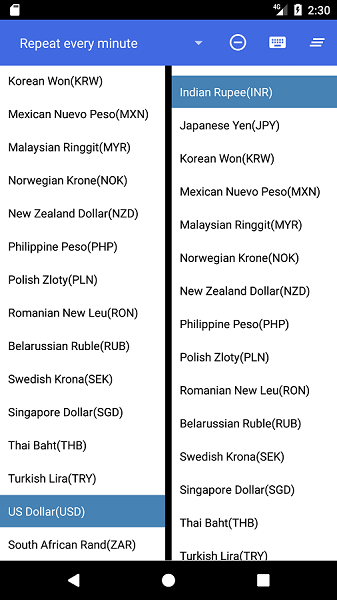 4G
2:30
Repeat every minute
Korean Won(KRW)
Mexican Nuevo Peso(MXN)
Malaysian Ringgit(MYR)
Norwegian Krone(NOK)
New Zealand Dollar(NZD)
Philippine Peso(PHP)
Polish Zloty(PLN)
Romanian New Leu(RON)
Belarussian Ruble(RUB)
Swedish Krona(SEK)
Singapore Dollar(SGD)
Thai Baht(THB)
Turkish Lira(TRY)
US Dollar(USD)
South African Rand(ZAR)
Indian Rupee(INR)
Japanese Yen(JPY)
Korean Won(KRW)
Mexican Nuevo Peso(MXN)
Malaysian Ringgit(MYR)
Norwegian Krone(NOK)
New Zealand Dollar(NZD)
Philippine Peso(PHP)
Polish Zloty(PLN)
Romanian New Leu(RON)
Belarussian Ruble(RUB)
Swedish Krona(SEK)
Singapore Dollar(SGD)
Thai Baht(THB)
Turkish Lira(TRY)